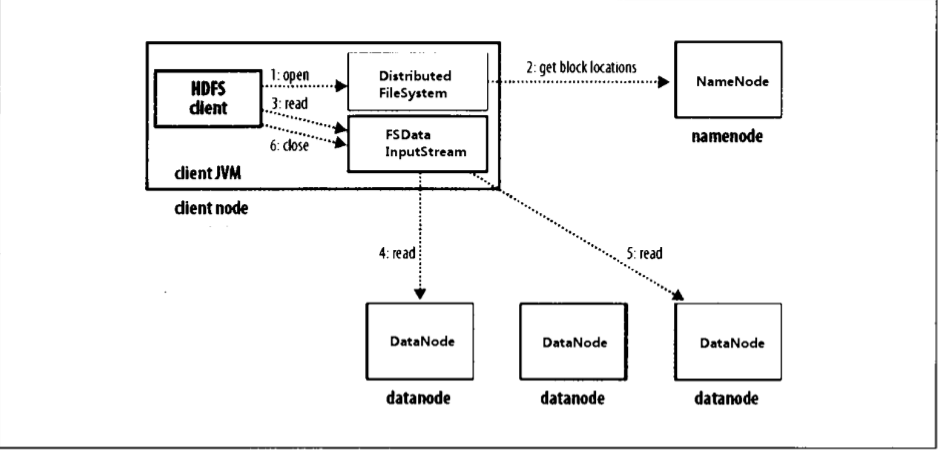 1: open
2: get block locations
HDFS
client
Distributed
FileSystem
NameNode
3: read
namenode
6: close
FSData
InputStream
client JVM
client node
4: read
5: read
DataNode
DataNode
DataNode
datanode
datanode
datanode